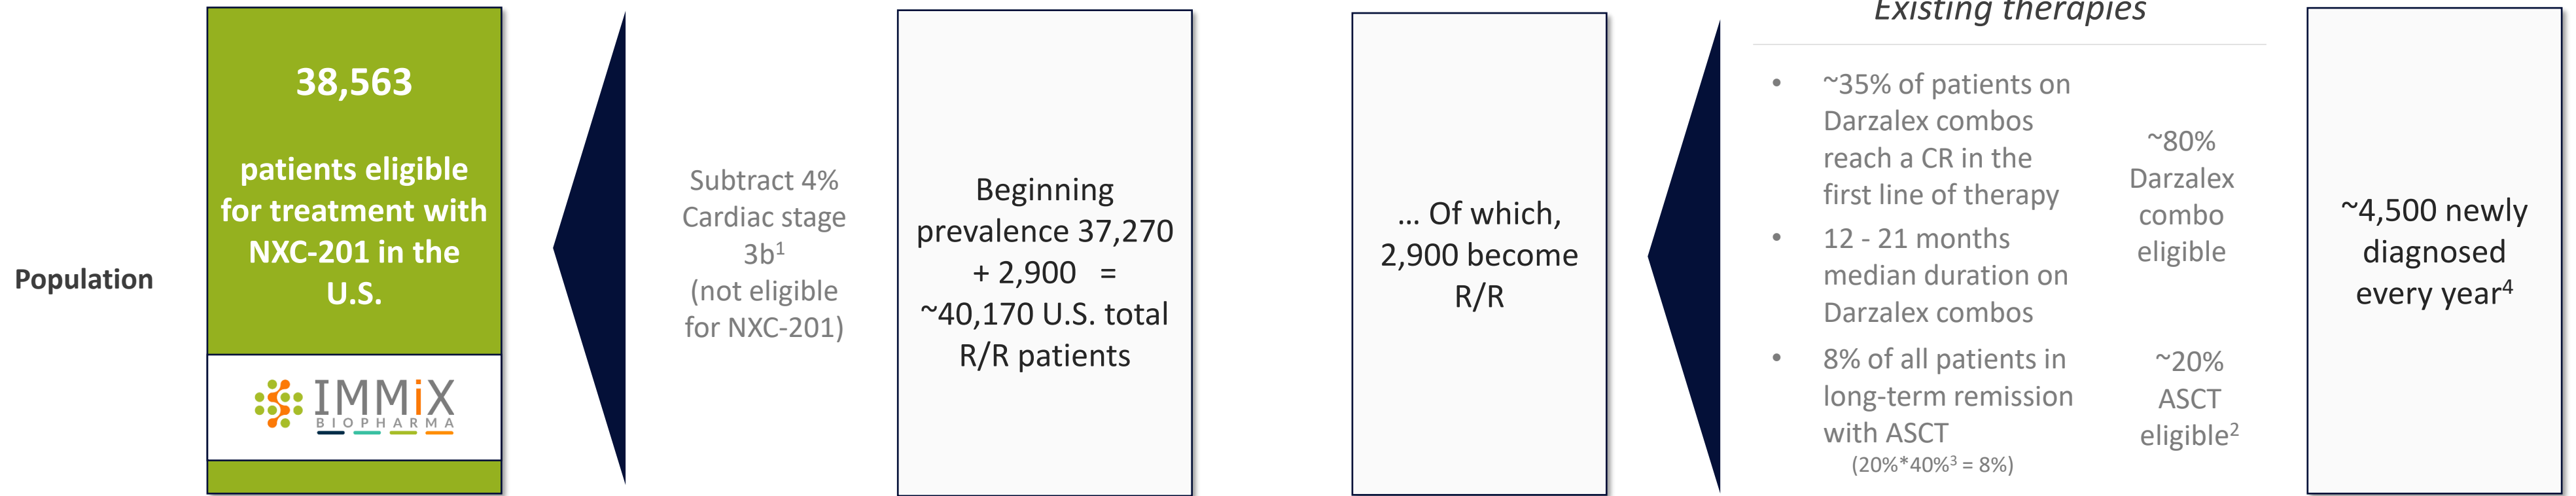 Population
38,563
patients eligible
for treatment with
NXC-201 in the
U.S.
IMMiX
BIOPHARMA
Subtract 4%
Cardiac stage
3b¹
(not eligible
for NXC-201)
Beginning
prevalence 37,270
+ 2,900 =
~40,170 U.S. total
R/R patients
... Of which,
2,900 become
R/R
Existing therapies
• ~35% of patients on
Darzalex combos
reach a CR in the
first line of therapy
• 12 - 21 months
median duration on
Darzalex combos
• 8% of all patients in
long-term remission
with ASCT
(20%*40%³ = 8%)
~80%
Darzalex
combo
eligible
~20%
ASCT
eligible²
~4,500 newly
diagnosed
every year⁴